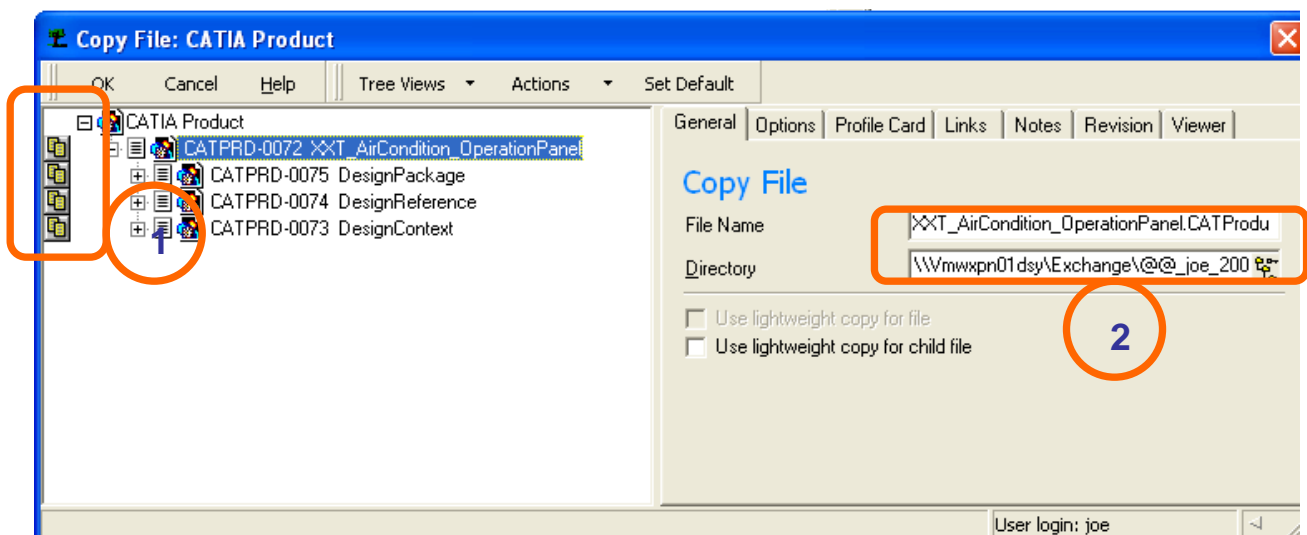 Copy File: CATIA Product
OK Cancel Help Tree Views Actions Set Default
CATIA Product
CATPRD-0072 XXT_AirCondition_OperationPanel
CATPRD-0075 DesignPackage
CATPRD-0074 DesignReference
CATPRD-0073 DesignContext
1
General Options Profile Card Links Notes Revision Viewer
Copy File
File Name XXT_AirCondition_OperationPanel.CATProdu
Directory \\Vmwxpn01dsy\Exchange\@@_joe_200
Use lightweight copy for file
Use lightweight copy for child file
2
User login: joe